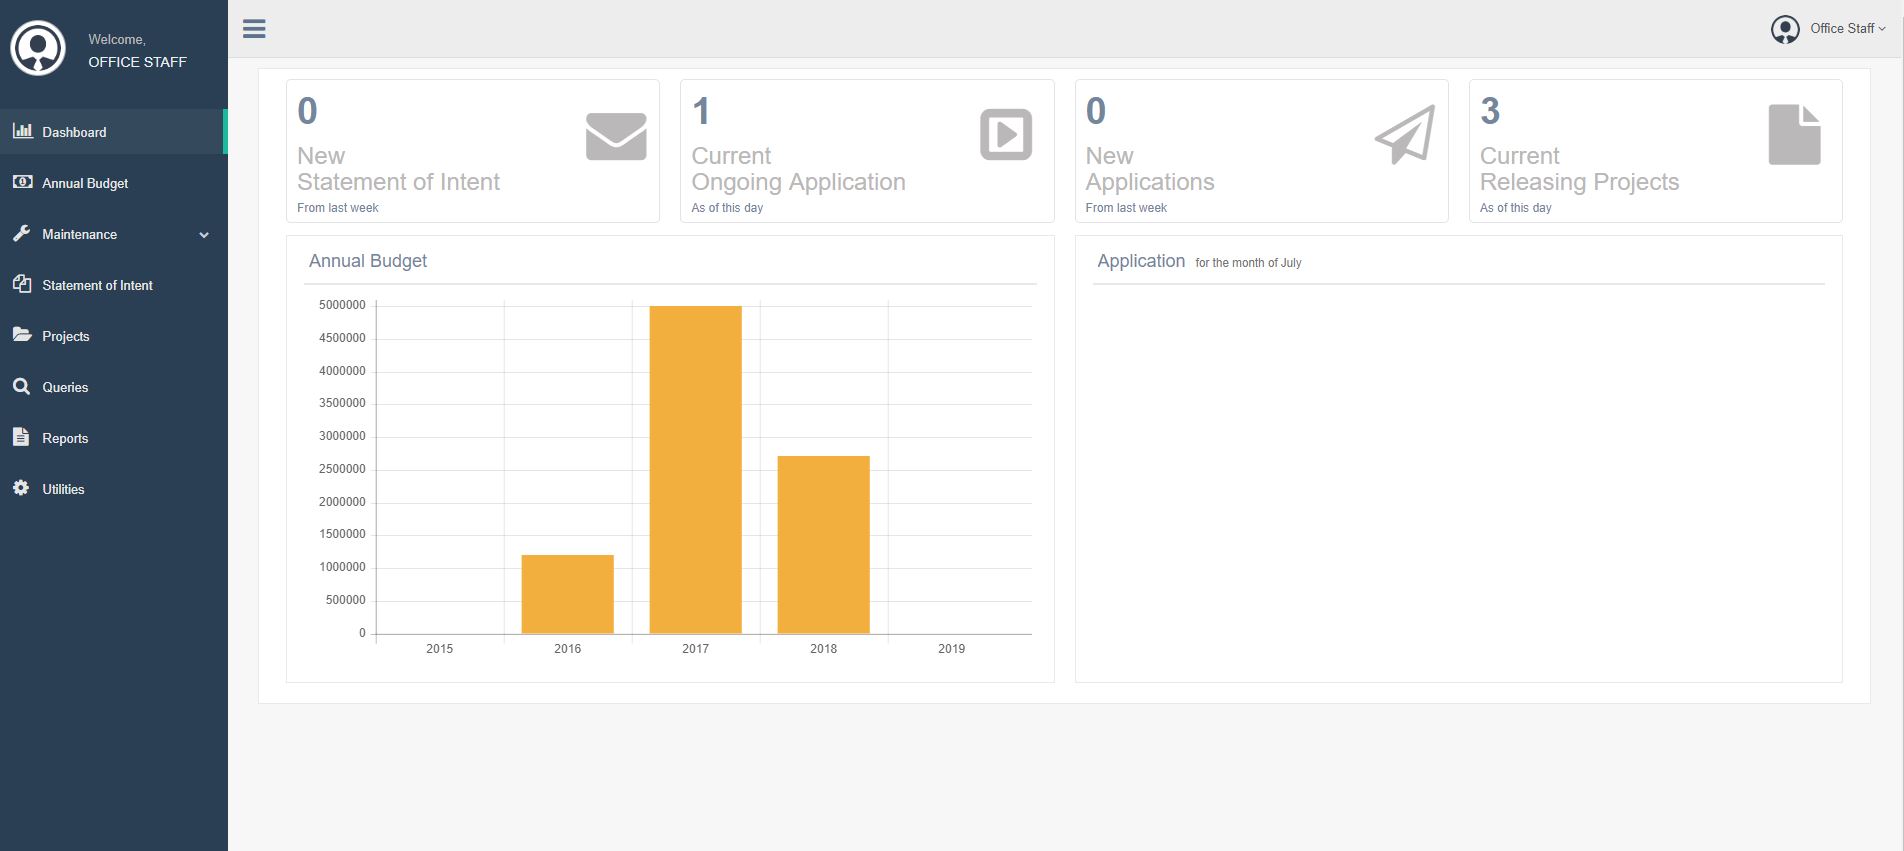 Welcome,
OFFICE STAFF
Dashboard
Annual Budget
Maintenance
Statement of Intent
Projects
Queries
Reports
Utilities
Office Staff
0
New
Statement of Intent
From last week
1
Current
Ongoing Application
As of this day
0
New
Applications
From last week
3
Current
Releasing Projects
As of this day
Annual Budget
5000000
4500000
4000000
3500000
3000000
2500000
2000000
1500000
1000000
500000
0
2015 2016 2017 2018 2019
Application for the month of July